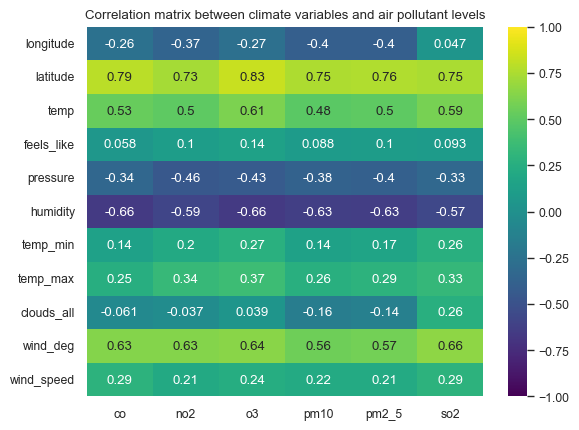 Correlation matrix between climate variables and air pollutant levels
longitude -0.26 -0.37 -0.27 -0.4 -0.4 0.047
latitude 0.79 0.73 0.83 0.75 0.76 0.75
temp 0.53 0.5 0.61 0.48 0.5 0.59
feels_like 0.058 0.1 0.14 0.088 0.1 0.093
pressure -0.34 -0.46 -0.43 -0.38 -0.4 -0.33
humidity -0.66 -0.59 -0.66 -0.63 -0.63 -0.57
temp_min 0.14 0.2 0.27 0.14 0.17 0.26
temp_max 0.25 0.34 0.37 0.26 0.29 0.33
clouds_all -0.061 -0.037 0.039 -0.16 -0.14 0.26
wind_deg 0.63 0.63 0.64 0.56 0.57 0.66
wind_speed 0.29 0.21 0.24 0.22 0.21 0.29
co no2 o3 pm10 pm2_5 so2
1.00
0.75
0.50
0.25
0.00
−0.25
−0.50
−0.75
−1.00